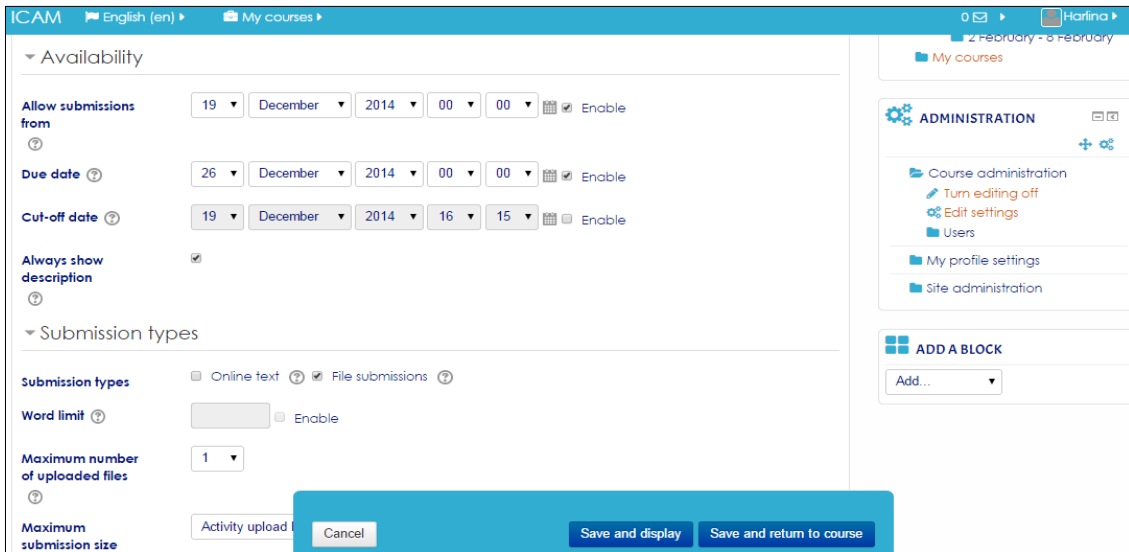 ICAM English (en) My courses 0 Harlina
2 February - 8 February
My courses
Availability
Allow submissions from
19 December 2014 00 00 Enable
Due date 26 December 2014 00 00 Enable
Cut-off date 19 December 2014 16 15 Enable
Always show description
Submission types
Submission types Online text File submissions
Word limit Enable
Maximum number of uploaded files
1
Maximum submission size
Activity upload
Cancel Save and display Save and return to course
ADMINISTRATION
Course administration
Turn editing off
Edit settings
Users
My profile settings
Site administration
ADD A BLOCK
Add...